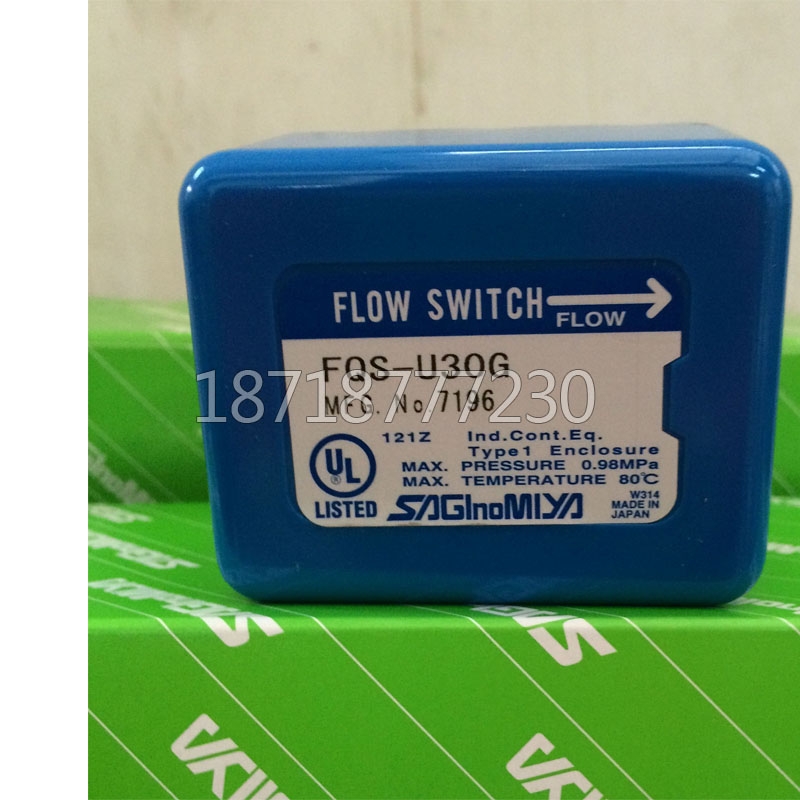 FLOW SWITCH
FLOW
FQS-U30G
18718777230
MFG. No. 7196
121Z Ind.Cont.Eq.
Type1 Enclosure
MAX. PRESSURE 0.98MPa
MAX. TEMPERATURE 80℃
UL
LISTED
SAGInoMIYA
W314
MADE IN
JAPAN
SAGInoMIYA